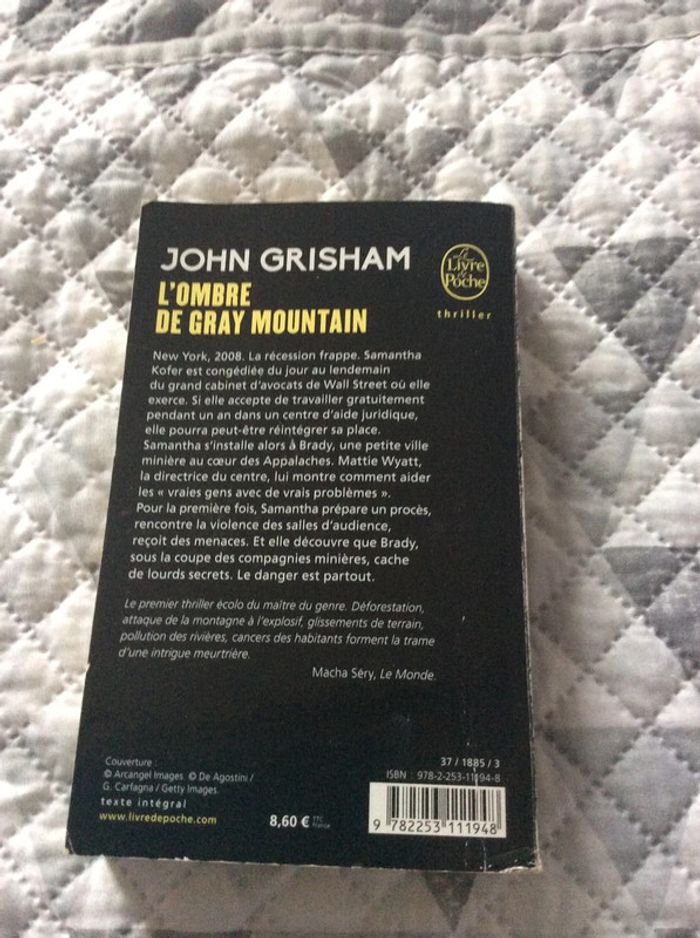 JOHN GRISHAM
Le
Livre
de
Poche
thriller
L'OMBRE
DE GRAY MOUNTAIN
New York, 2008. La récession frappe. Samantha
Kofer est congédiée du jour au lendemain
du grand cabinet d'avocats de Wall Street où elle
exerce. Si elle accepte de travailler gratuitement
pendant un an dans un centre d'aide juridique,
elle pourra peut-être réintégrer sa place.
Samantha s'installe alors à Brady, une petite ville
minière au cœur des Appalaches. Mattie Wyatt,
la directrice du centre, lui montre comment aider
les « vraies gens avec de vrais problèmes ».
Pour la première fois, Samantha prépare un procès,
rencontre la violence des salles d'audience,
reçoit des menaces. Et elle découvre que Brady,
sous la coupe des compagnies minières, cache
de lourds secrets. Le danger est partout.
Le premier thriller écolo du maître du genre. Déforestation,
attaque de la montagne à l'explosif, glissements de terrain,
pollution des rivières, cancers des habitants forment la trame
d'une intrigue meurtrière.
Macha Séry, Le Monde.
Couverture :
© Arcangel Images. © De Agostini /
G. Carfagna / Getty Images.
texte intégral
www.livredepoche.com
8,60 € TTC
France
37 / 1885 / 3
ISBN : 978-2-253-11194-8
9 782253 111948